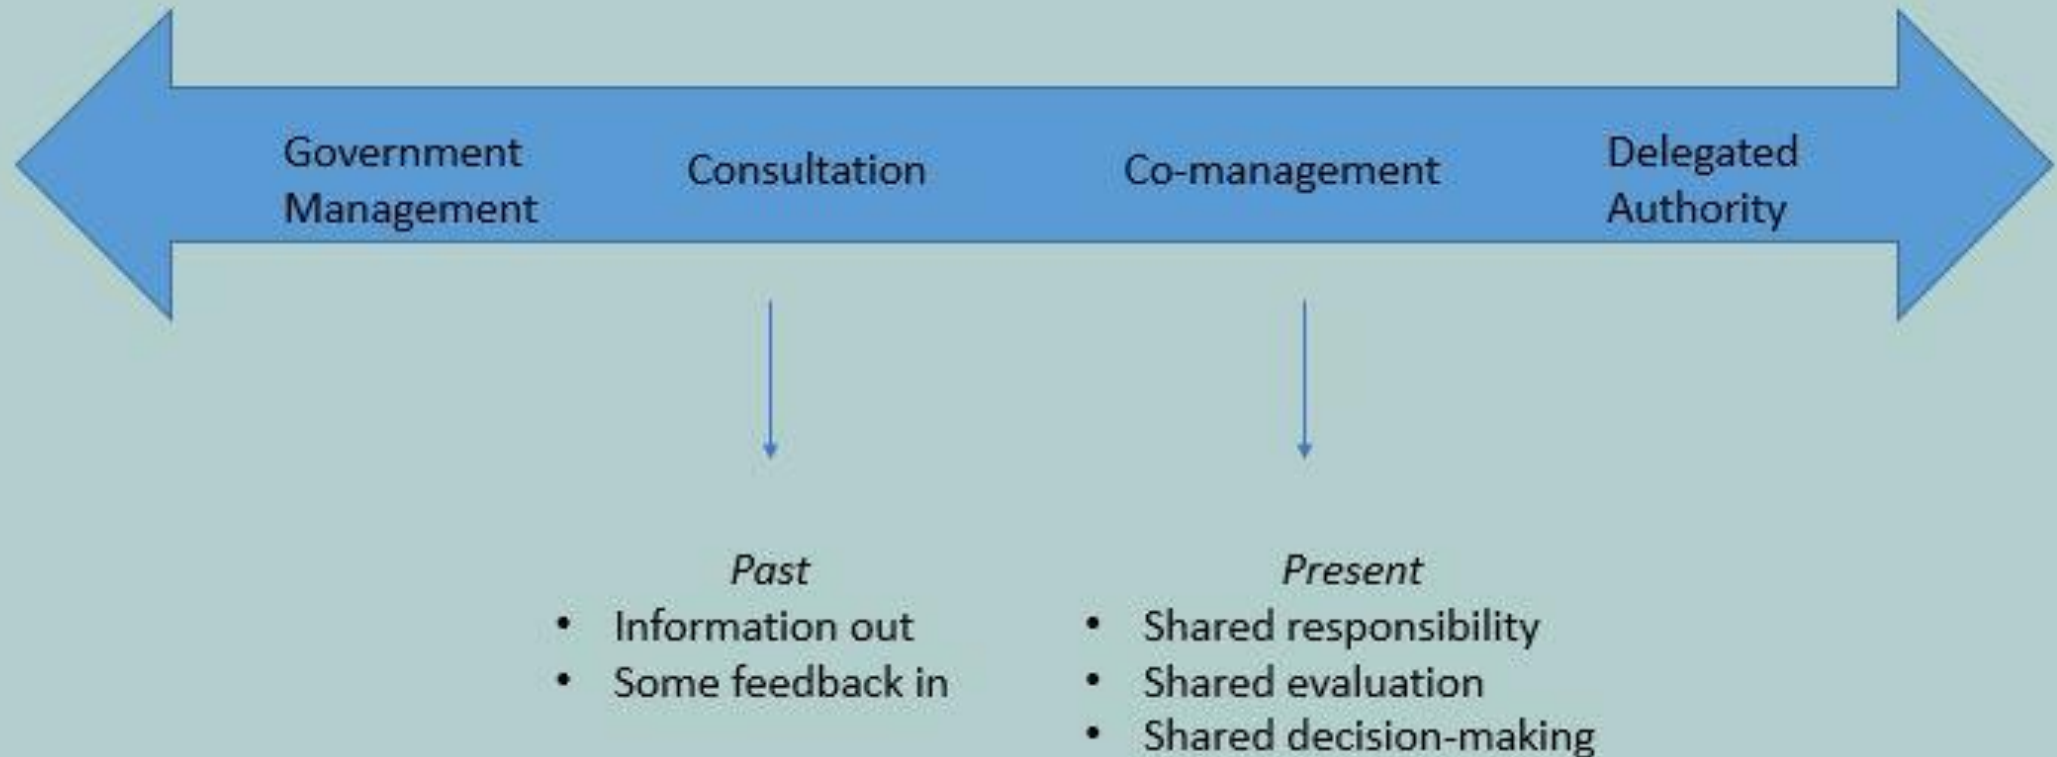 Government
Management
Consultation
Co-management
Delegated
Authority
Past
• Information out
• Some feedback in
Present
• Shared responsibility
• Shared evaluation
• Shared decision-making